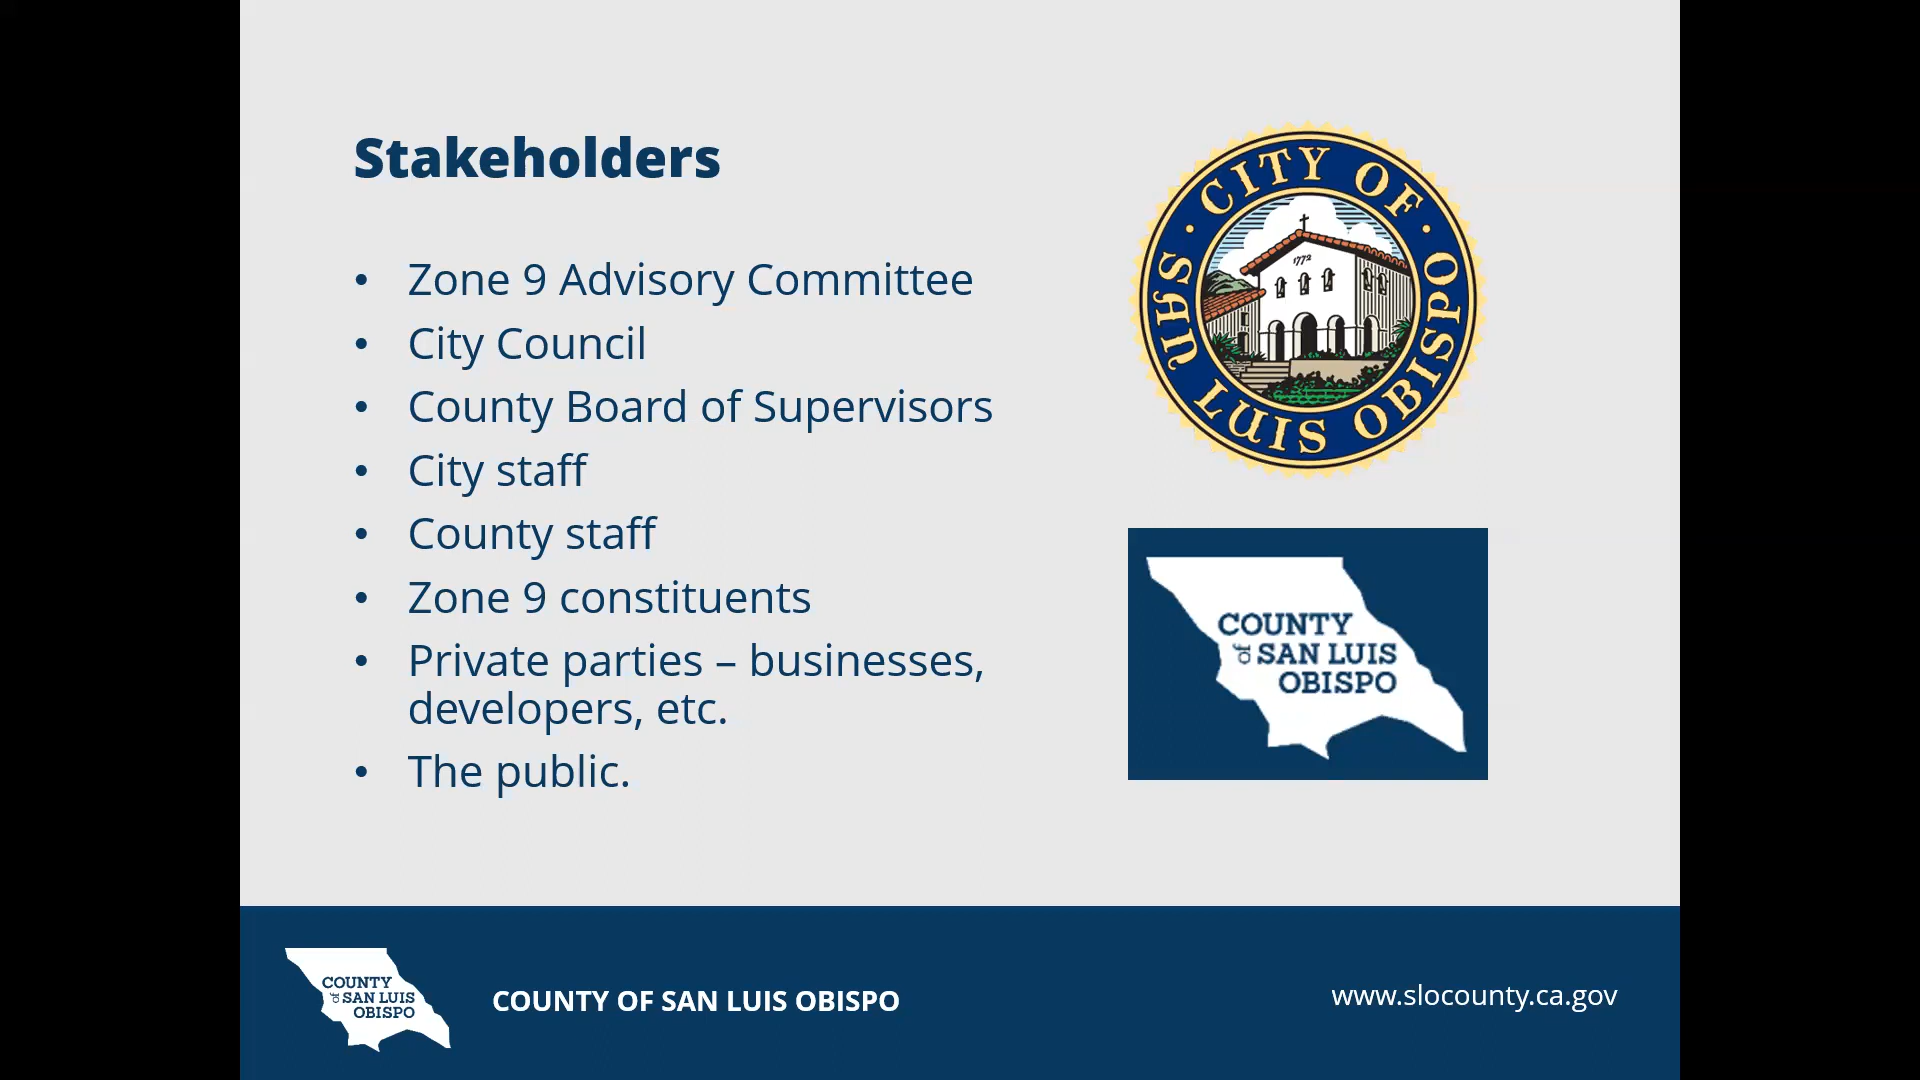 Stakeholders
• Zone 9 Advisory Committee
• City Council
• County Board of Supervisors
• City staff
• County staff
• Zone 9 constituents
• Private parties – businesses,
developers, etc.
• The public.
· CITY OF ·
SAN LUIS OBISPO
1772
COUNTY
of SAN LUIS
OBISPO
COUNTY
of SAN LUIS
OBISPO
COUNTY OF SAN LUIS OBISPO
www.slocounty.ca.gov